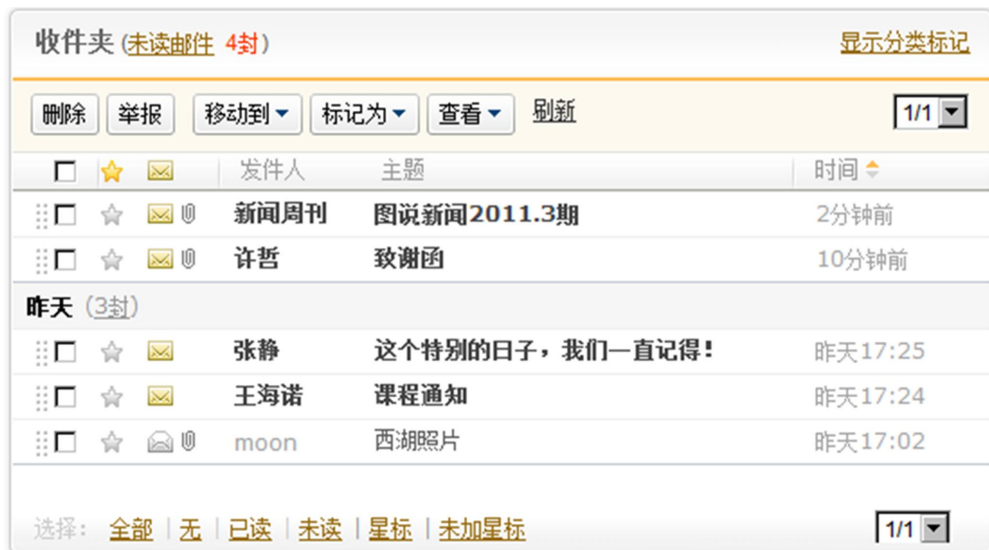 收件夹 (未读邮件 4封) 显示分类标记
删除 举报 移动到 标记为 查看 刷新 1/1
发件人 主题 时间
新闻周刊 图说新闻2011.3期 2分钟前
许哲 致谢函 10分钟前
昨天 (3封)
张静 这个特别的日子，我们一直记得！ 昨天17:25
王海诺 课程通知 昨天17:24
moon 西湖照片 昨天17:02
选择： 全部 | 无 | 已读 | 未读 | 星标 | 未加星标 1/1